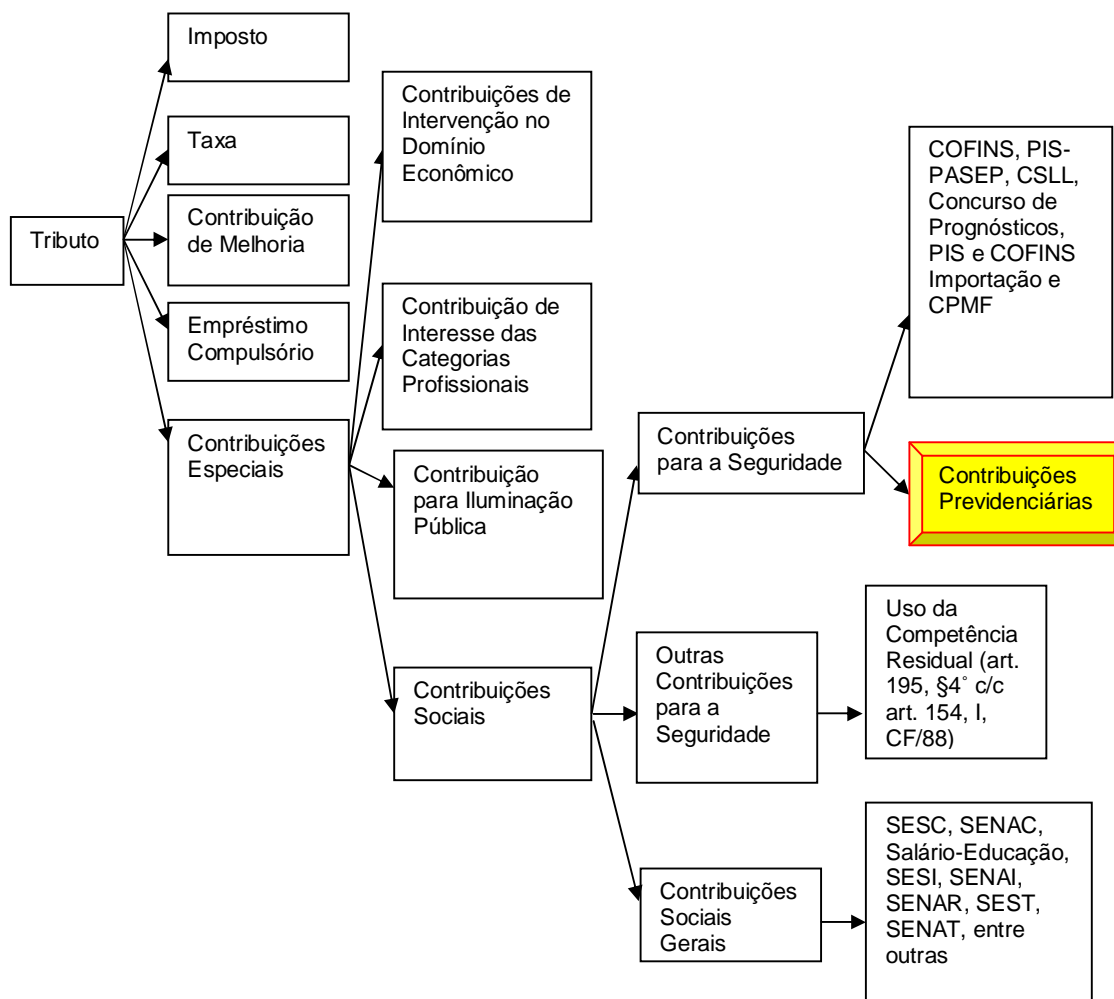 Tributo
Imposto
Taxa
Contribuição
de Melhoria
Empréstimo
Compulsório
Contribuições
Especiais
Contribuições de
Intervenção no
Domínio
Econômico
Contribuição de
Interesse das
Categorias
Profissionais
Contribuição
para Iluminação
Pública
Contribuições
Sociais
Contribuições
para a Seguridade
Outras
Contribuições
para a
Seguridade
Contribuições
Sociais
Gerais
COFINS, PIS-
PASEP, CSLL,
Concurso de
Prognósticos,
PIS e COFINS
Importação e
CPMF
Contribuições
Previdenciárias
Uso da
Competência
Residual (art.
195, §4° c/c
art. 154, I,
CF/88)
SESC, SENAC,
Salário-Educação,
SESI, SENAI,
SENAR, SEST,
SENAT, entre
outras